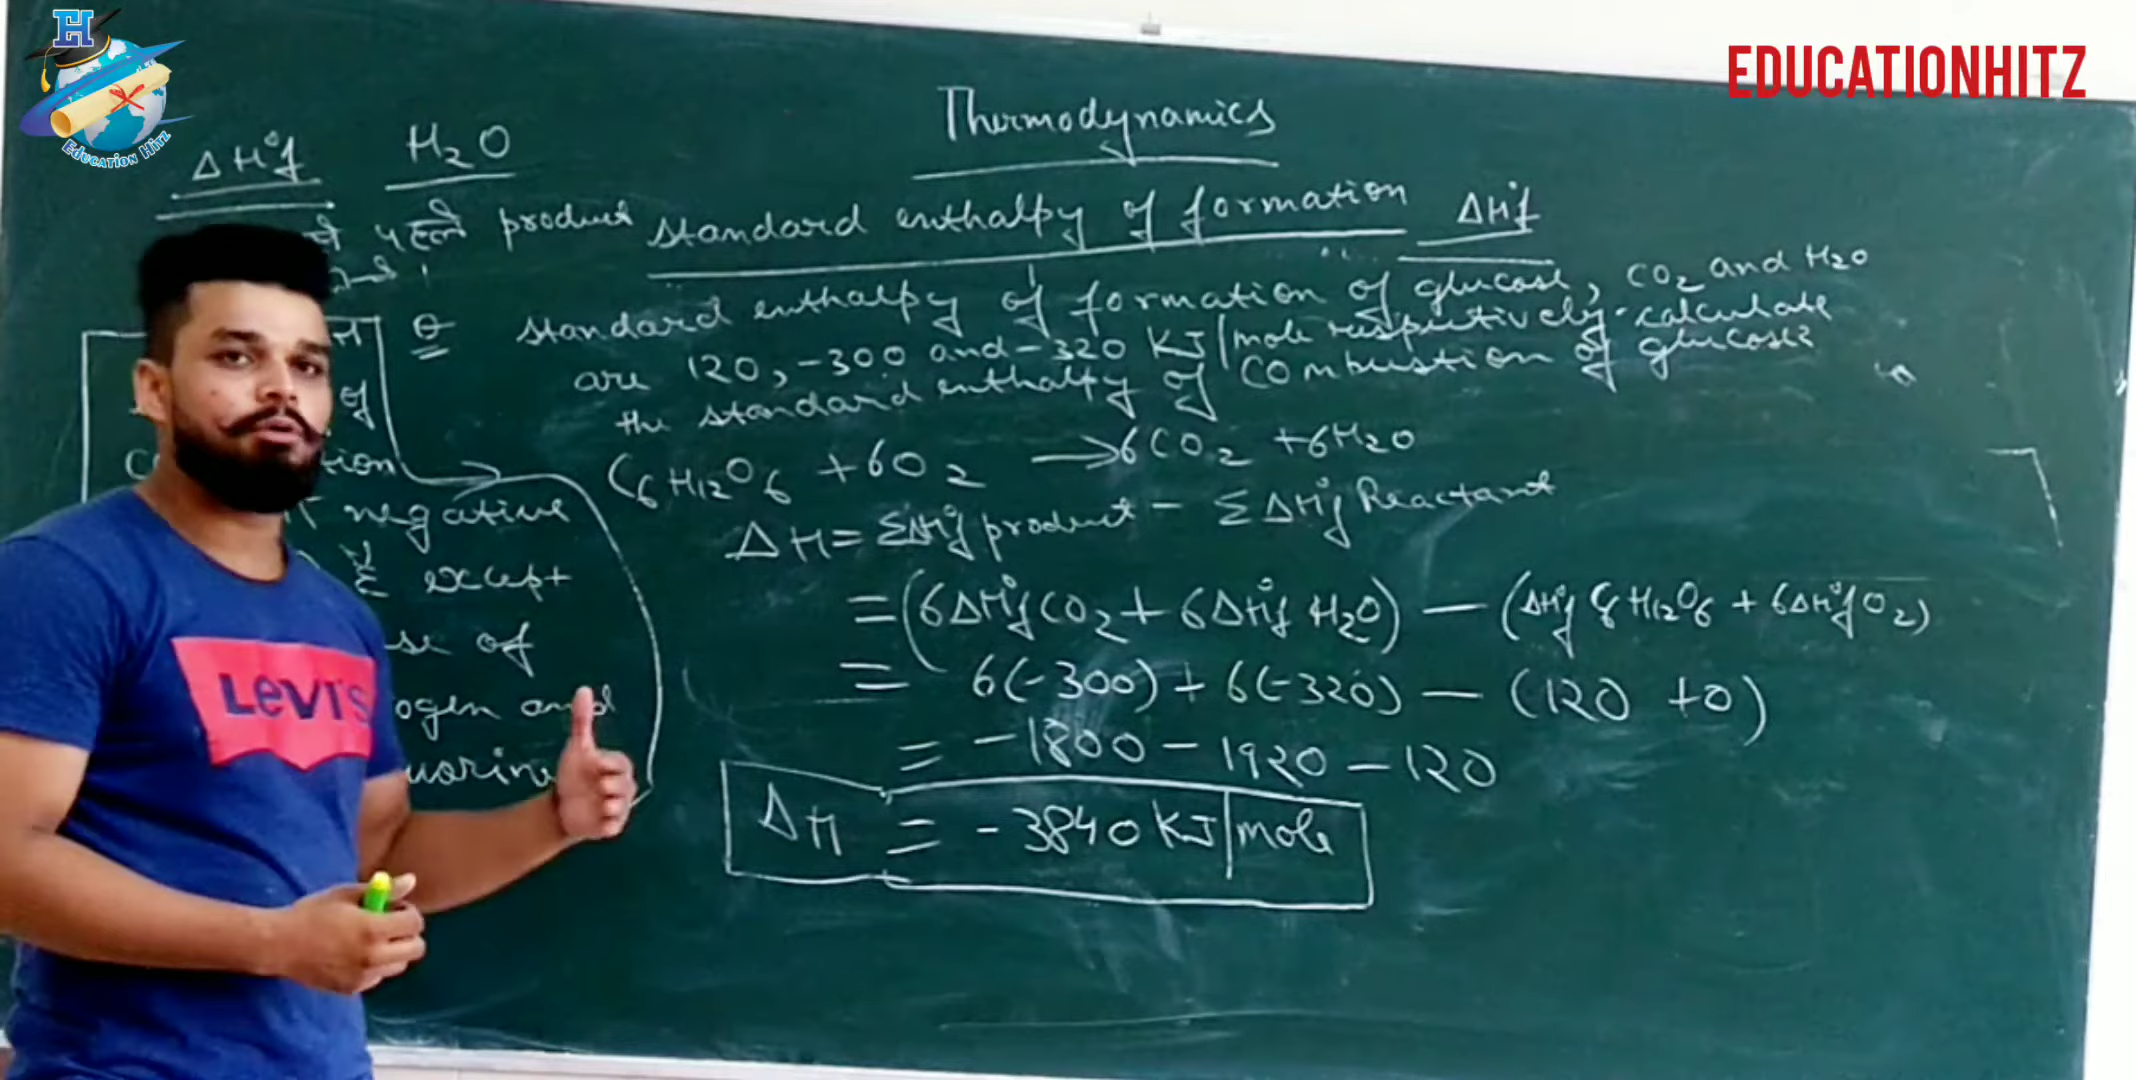 EDUCATIONHITZ
EH
EDUCATION HITZ
Thermodynamics
ΔH°f H₂O
पहले product
standard enthalpy of formation ΔH°f
Q standard enthalpy of formation of glucose, CO₂ and H₂O
are 120, -300 and -320 KJ/mole respectively. calculate
the standard enthalpy of combustion of glucose?
C₆H₁₂O₆ + 6O₂ → 6CO₂ + 6H₂O
ΔH = ΣΔH°f product - ΣΔH°f Reactant
= (6ΔH°f CO₂ + 6ΔH°f H₂O) - (ΔH°f C₆H₁₂O₆ + 6ΔH°f O₂)
= 6(-300) + 6(-320) - (120 + 0)
= -1800 - 1920 - 120
ΔH = -3840 KJ/mole
of
negative
है except
of
and
LEVI'S